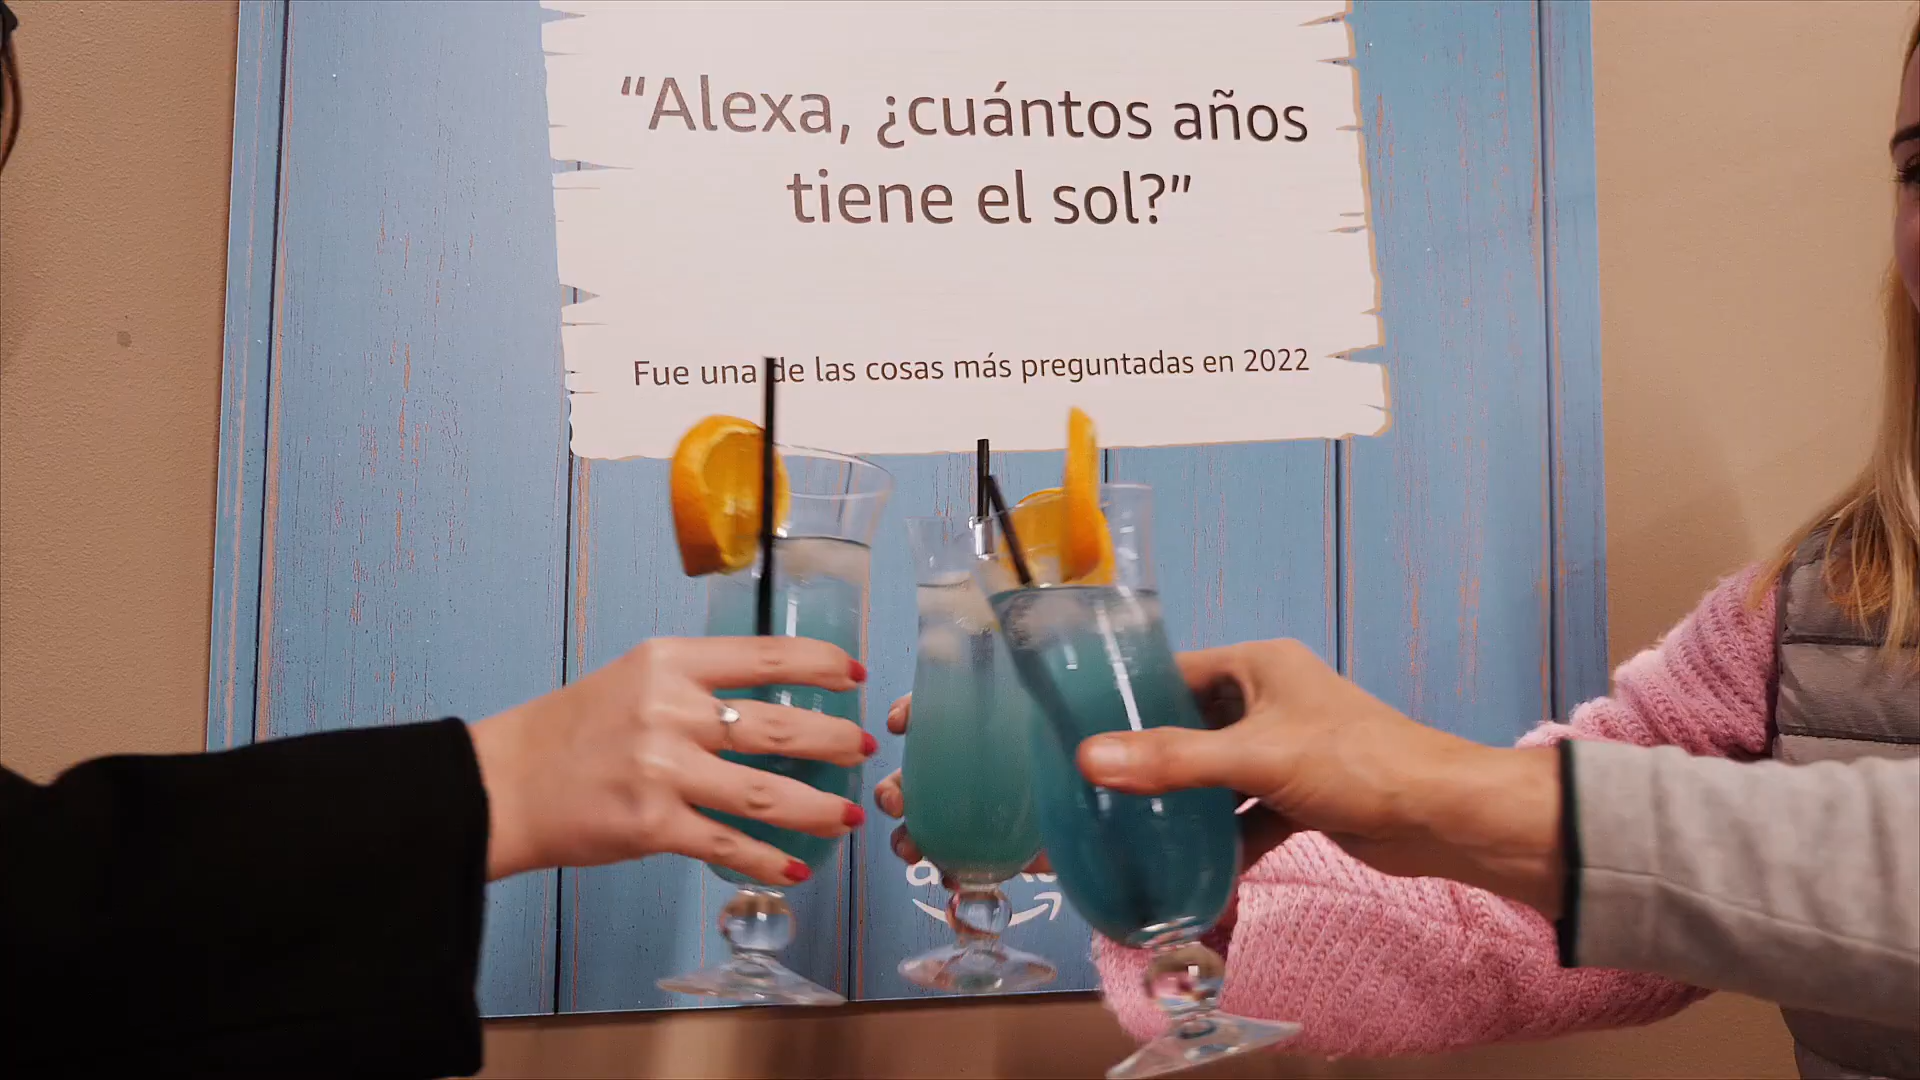 “Alexa, ¿cuántos años
tiene el sol?”
Fue una de las cosas más preguntadas en 2022